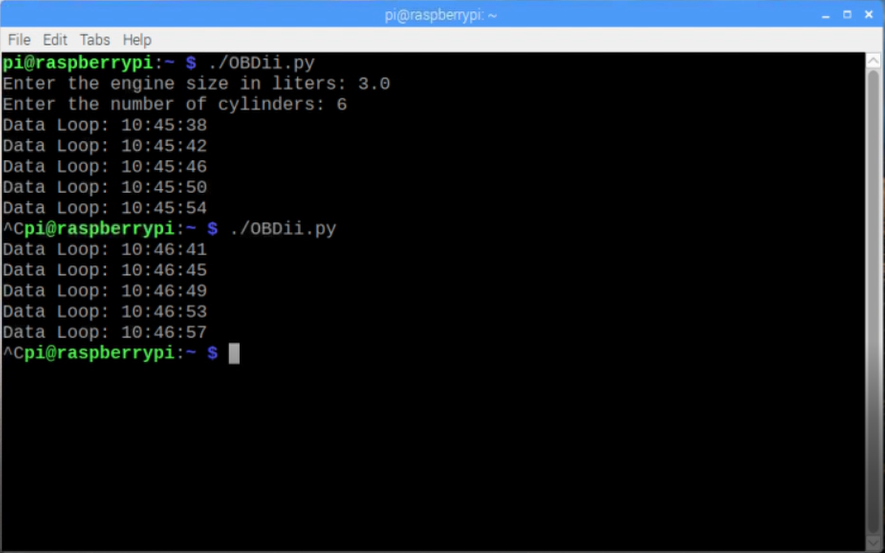 pi@raspberrypi: ~
File Edit Tabs Help
pi@raspberrypi:~ $ ./OBDii.py
Enter the engine size in liters: 3.0
Enter the number of cylinders: 6
Data Loop: 10:45:38
Data Loop: 10:45:42
Data Loop: 10:45:46
Data Loop: 10:45:50
Data Loop: 10:45:54
^Cpi@raspberrypi:~ $ ./OBDii.py
Data Loop: 10:46:41
Data Loop: 10:46:45
Data Loop: 10:46:49
Data Loop: 10:46:53
Data Loop: 10:46:57
^Cpi@raspberrypi:~ $